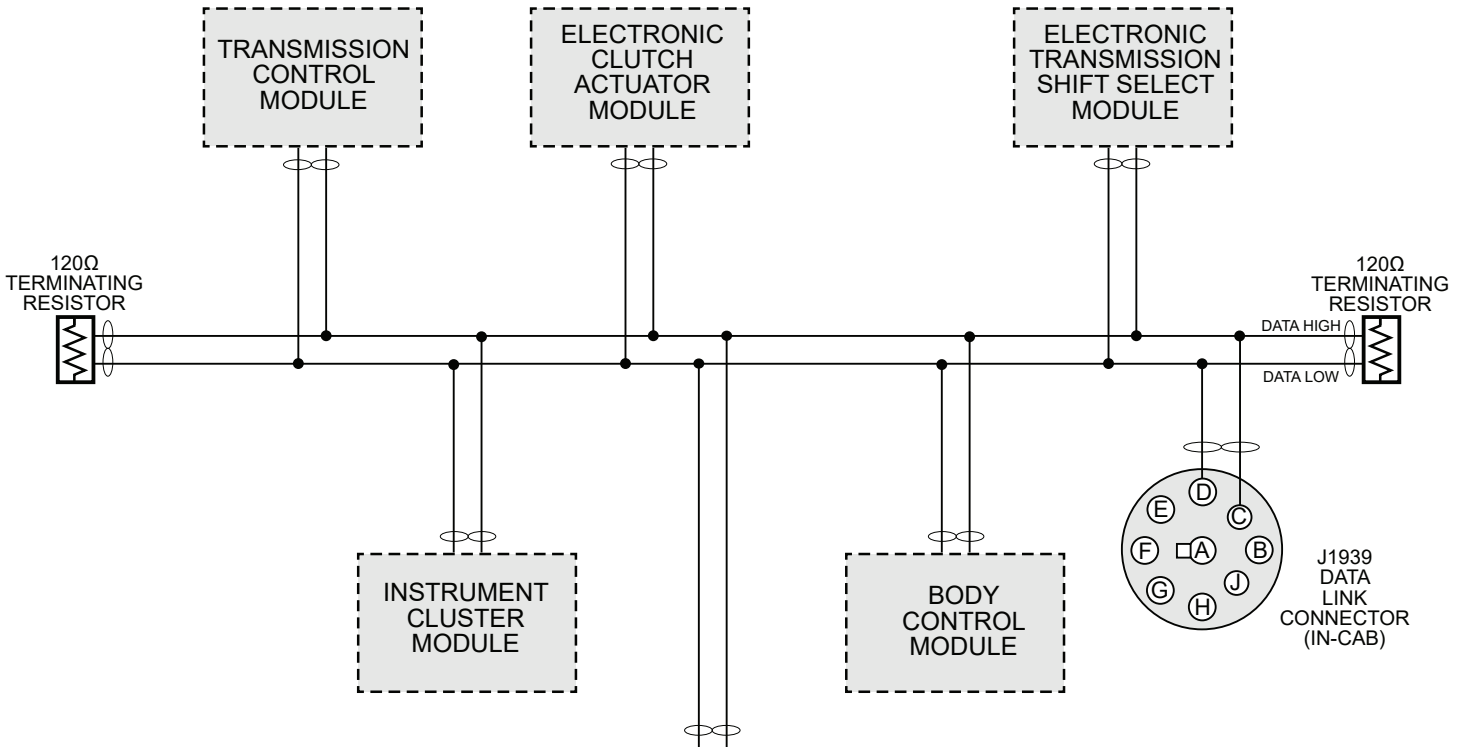 TRANSMISSION
CONTROL
MODULE
ELECTRONIC
CLUTCH
ACTUATOR
MODULE
ELECTRONIC
TRANSMISSION
SHIFT SELECT
MODULE
120Ω
TERMINATING
RESISTOR
120Ω
TERMINATING
RESISTOR
DATA HIGH
DATA LOW
INSTRUMENT
CLUSTER
MODULE
BODY
CONTROL
MODULE
D
E
C
F
A
B
G
J
H
J1939
DATA
LINK
CONNECTOR
(IN-CAB)